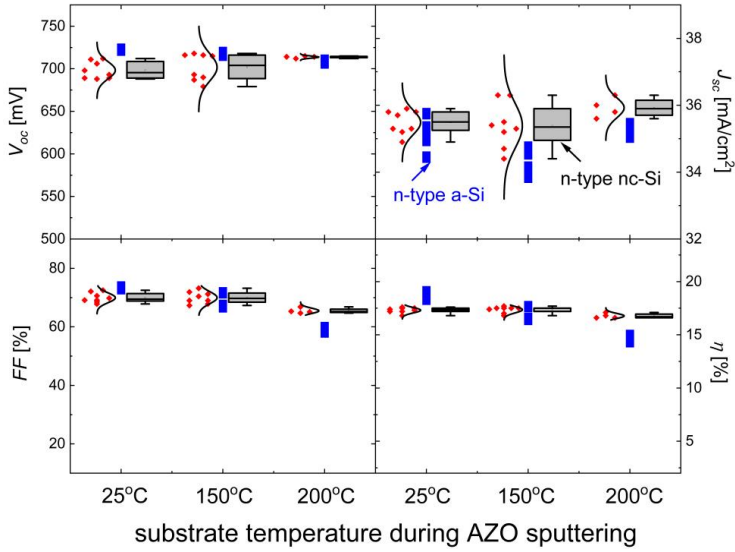 750
700
650
600
550
500
V_oc [mV]
38
36
34
32
J_sc [mA/cm²]
n-type a-Si
n-type nc-Si
80
60
40
20
FF [%]
20
15
10
5
η [%]
25°C 150°C 200°C 25°C 150°C 200°C
substrate temperature during AZO sputtering